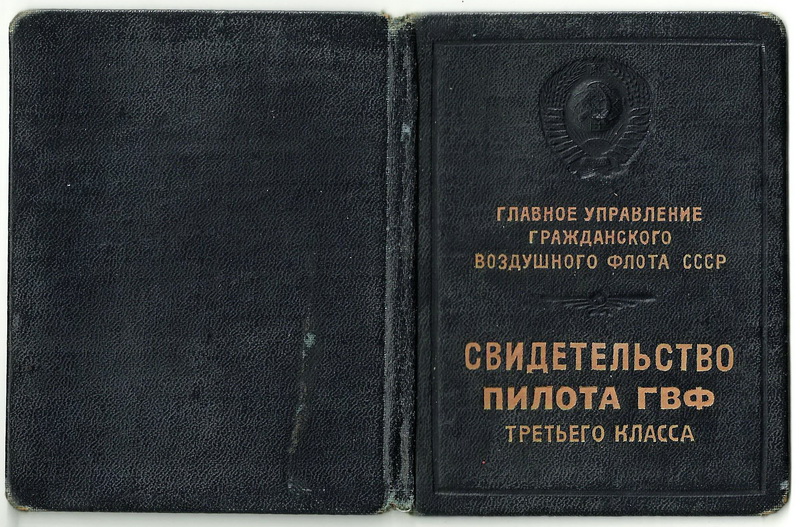 ГЛАВНОЕ УПРАВЛЕНИЕ
ГРАЖДАНСКОГО
ВОЗДУШНОГО ФЛОТА СССР
СВИДЕТЕЛЬСТВО
ПИЛОТА ГВФ
ТРЕТЬЕГО КЛАССА